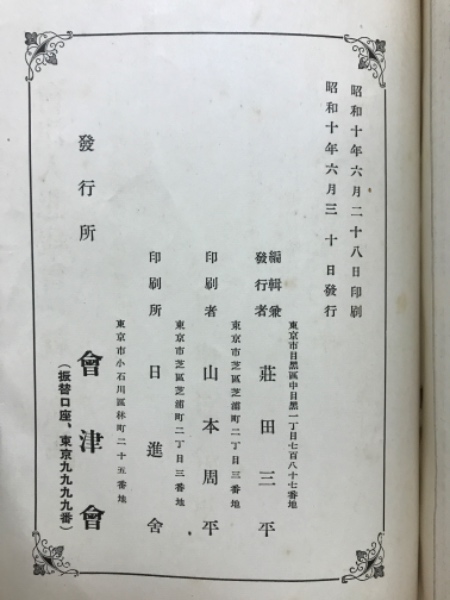 昭和十年六月二十八日印刷
昭和十年六月三十日發行
東京市目黑區中目黑一丁目七百八十七番地
編輯兼
發行者 莊田三平
東京市芝區芝浦町二丁目三番地
印刷者 山本周平
東京市芝區芝浦町二丁目三番地
印刷所 日進舍
東京市小石川區林町二十五番地
發行所 會津會
(振替口座、東京九九九九番)